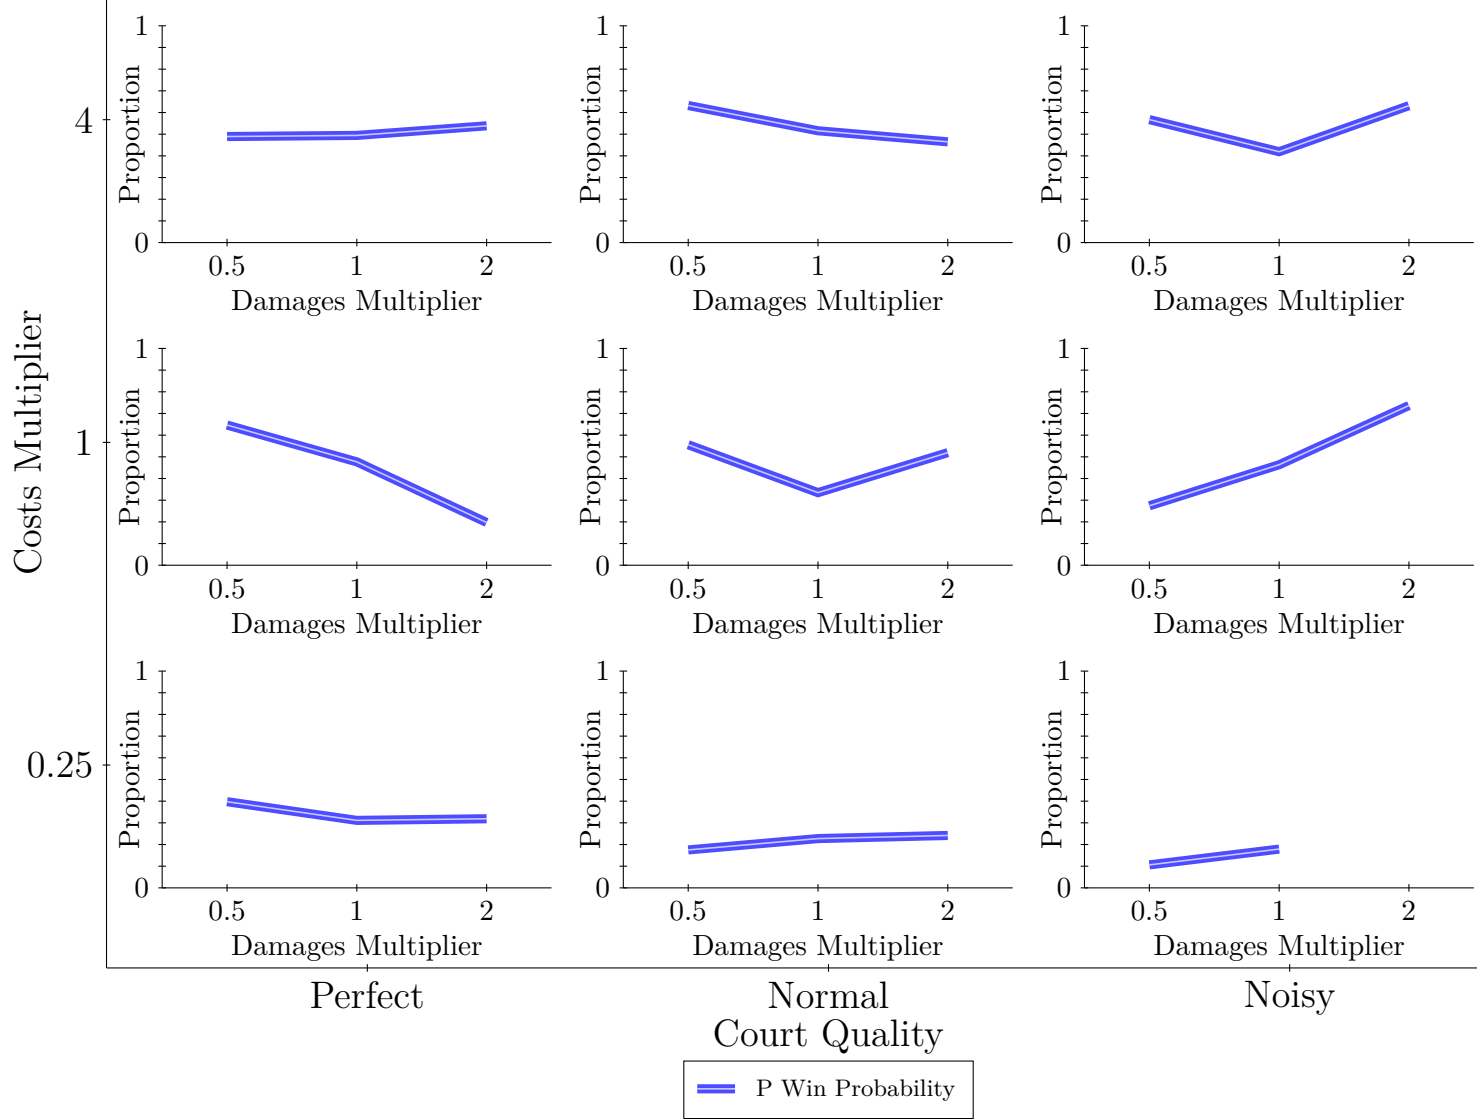 Costs Multiplier
4
1
0.25
1
Proportion
0
0.5 1 2
Damages Multiplier
1
Proportion
0
0.5 1 2
Damages Multiplier
1
Proportion
0
0.5 1 2
Damages Multiplier
1
Proportion
0
0.5 1 2
Damages Multiplier
1
Proportion
0
0.5 1 2
Damages Multiplier
1
Proportion
0
0.5 1 2
Damages Multiplier
1
Proportion
0
0.5 1 2
Damages Multiplier
1
Proportion
0
0.5 1 2
Damages Multiplier
1
Proportion
0
0.5 1 2
Damages Multiplier
Perfect Normal Noisy
Court Quality
P Win Probability